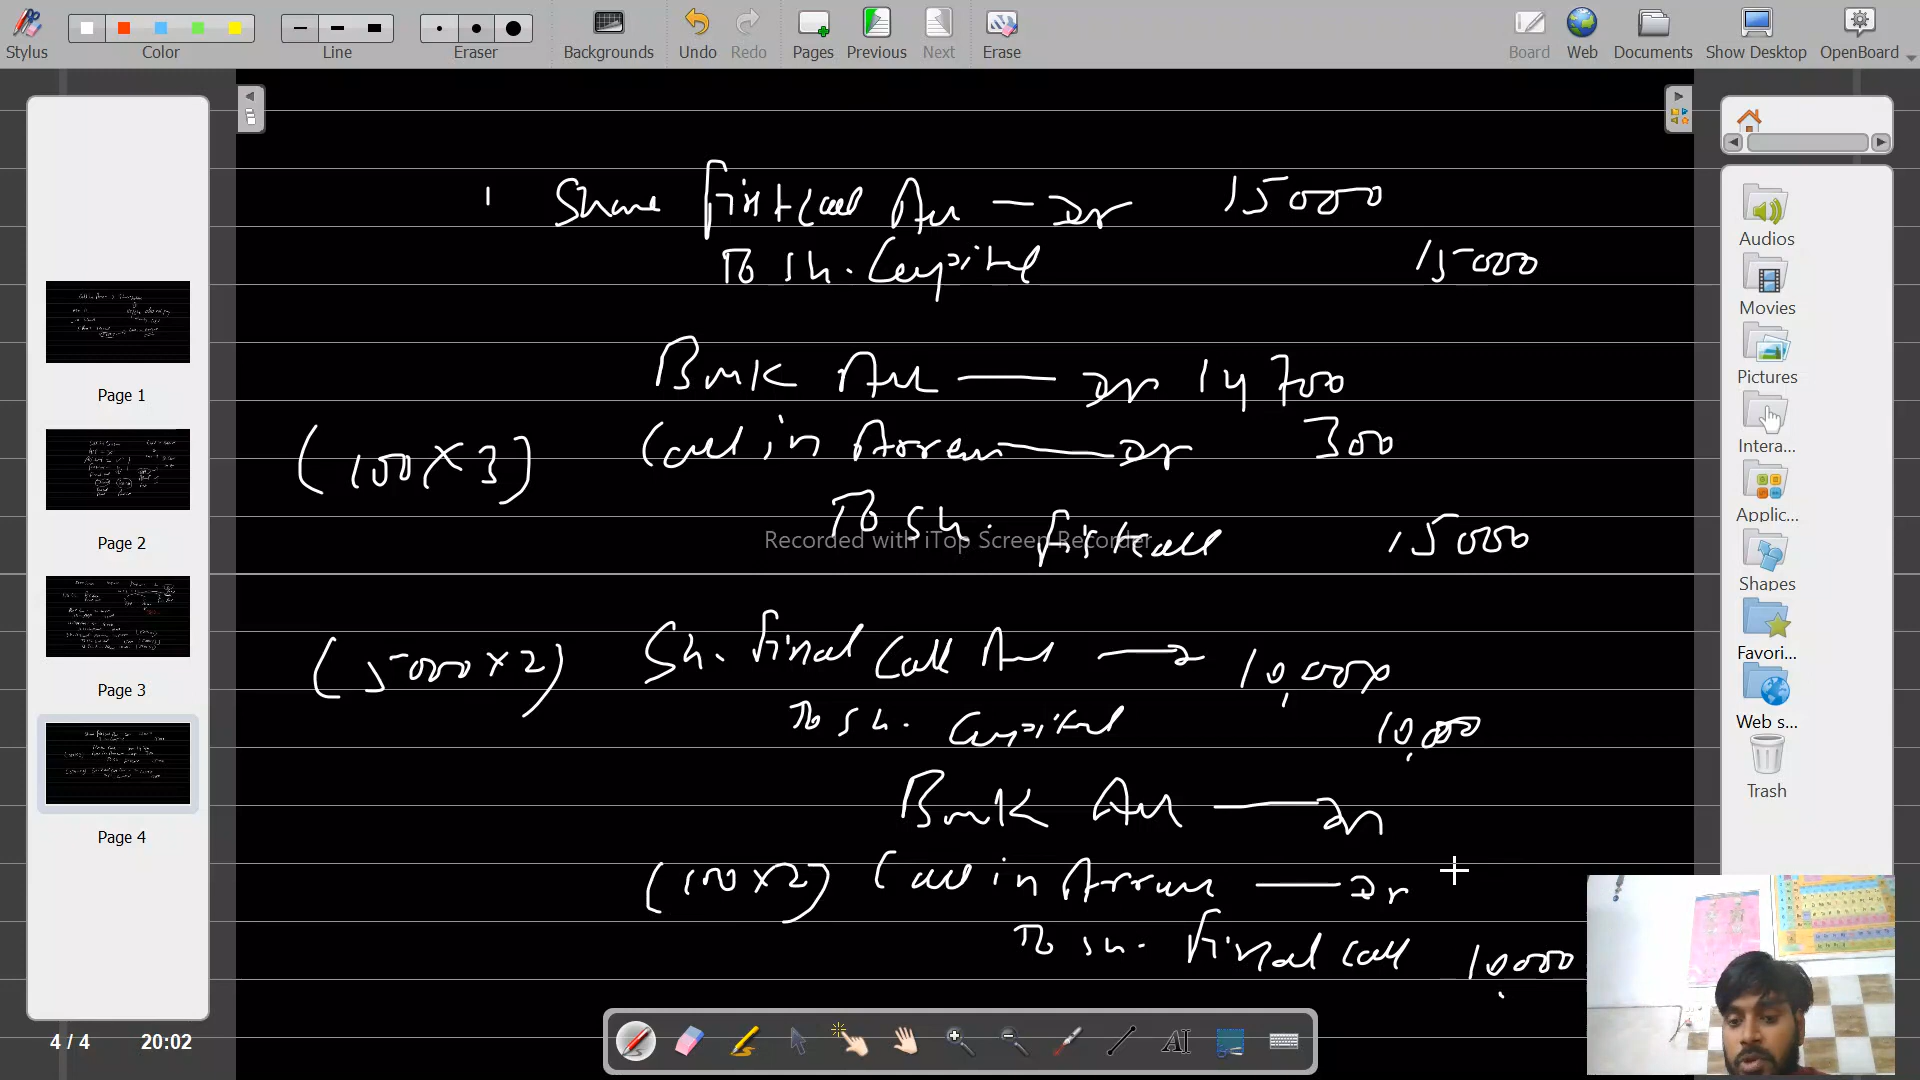 Stylus Color Line Eraser Backgrounds Undo Redo Pages Previous Next Erase Board Web Documents Show Desktop OpenBoard
1 Share first call A/c — Dr 15000
To Sh. Capital 15000
Bank A/c — Dr 14700
(100 × 3) Call in Arrear — Dr 300
To Sh. first call 15000
Recorded with iTop Screen Recorder
(5000 × 2) Sh. final Call A/c — Dr 10,000
To Sh. Capital 10,000
Bank A/c — Dr
(100 × 2) Call in Arrear — Dr
To Sh. final call 10,000
Page 1
Page 2
Page 3
Page 4
4 / 4 20:02
Audios
Movies
Pictures
Intera...
Applic...
Shapes
Favori...
Web s...
Trash
AI